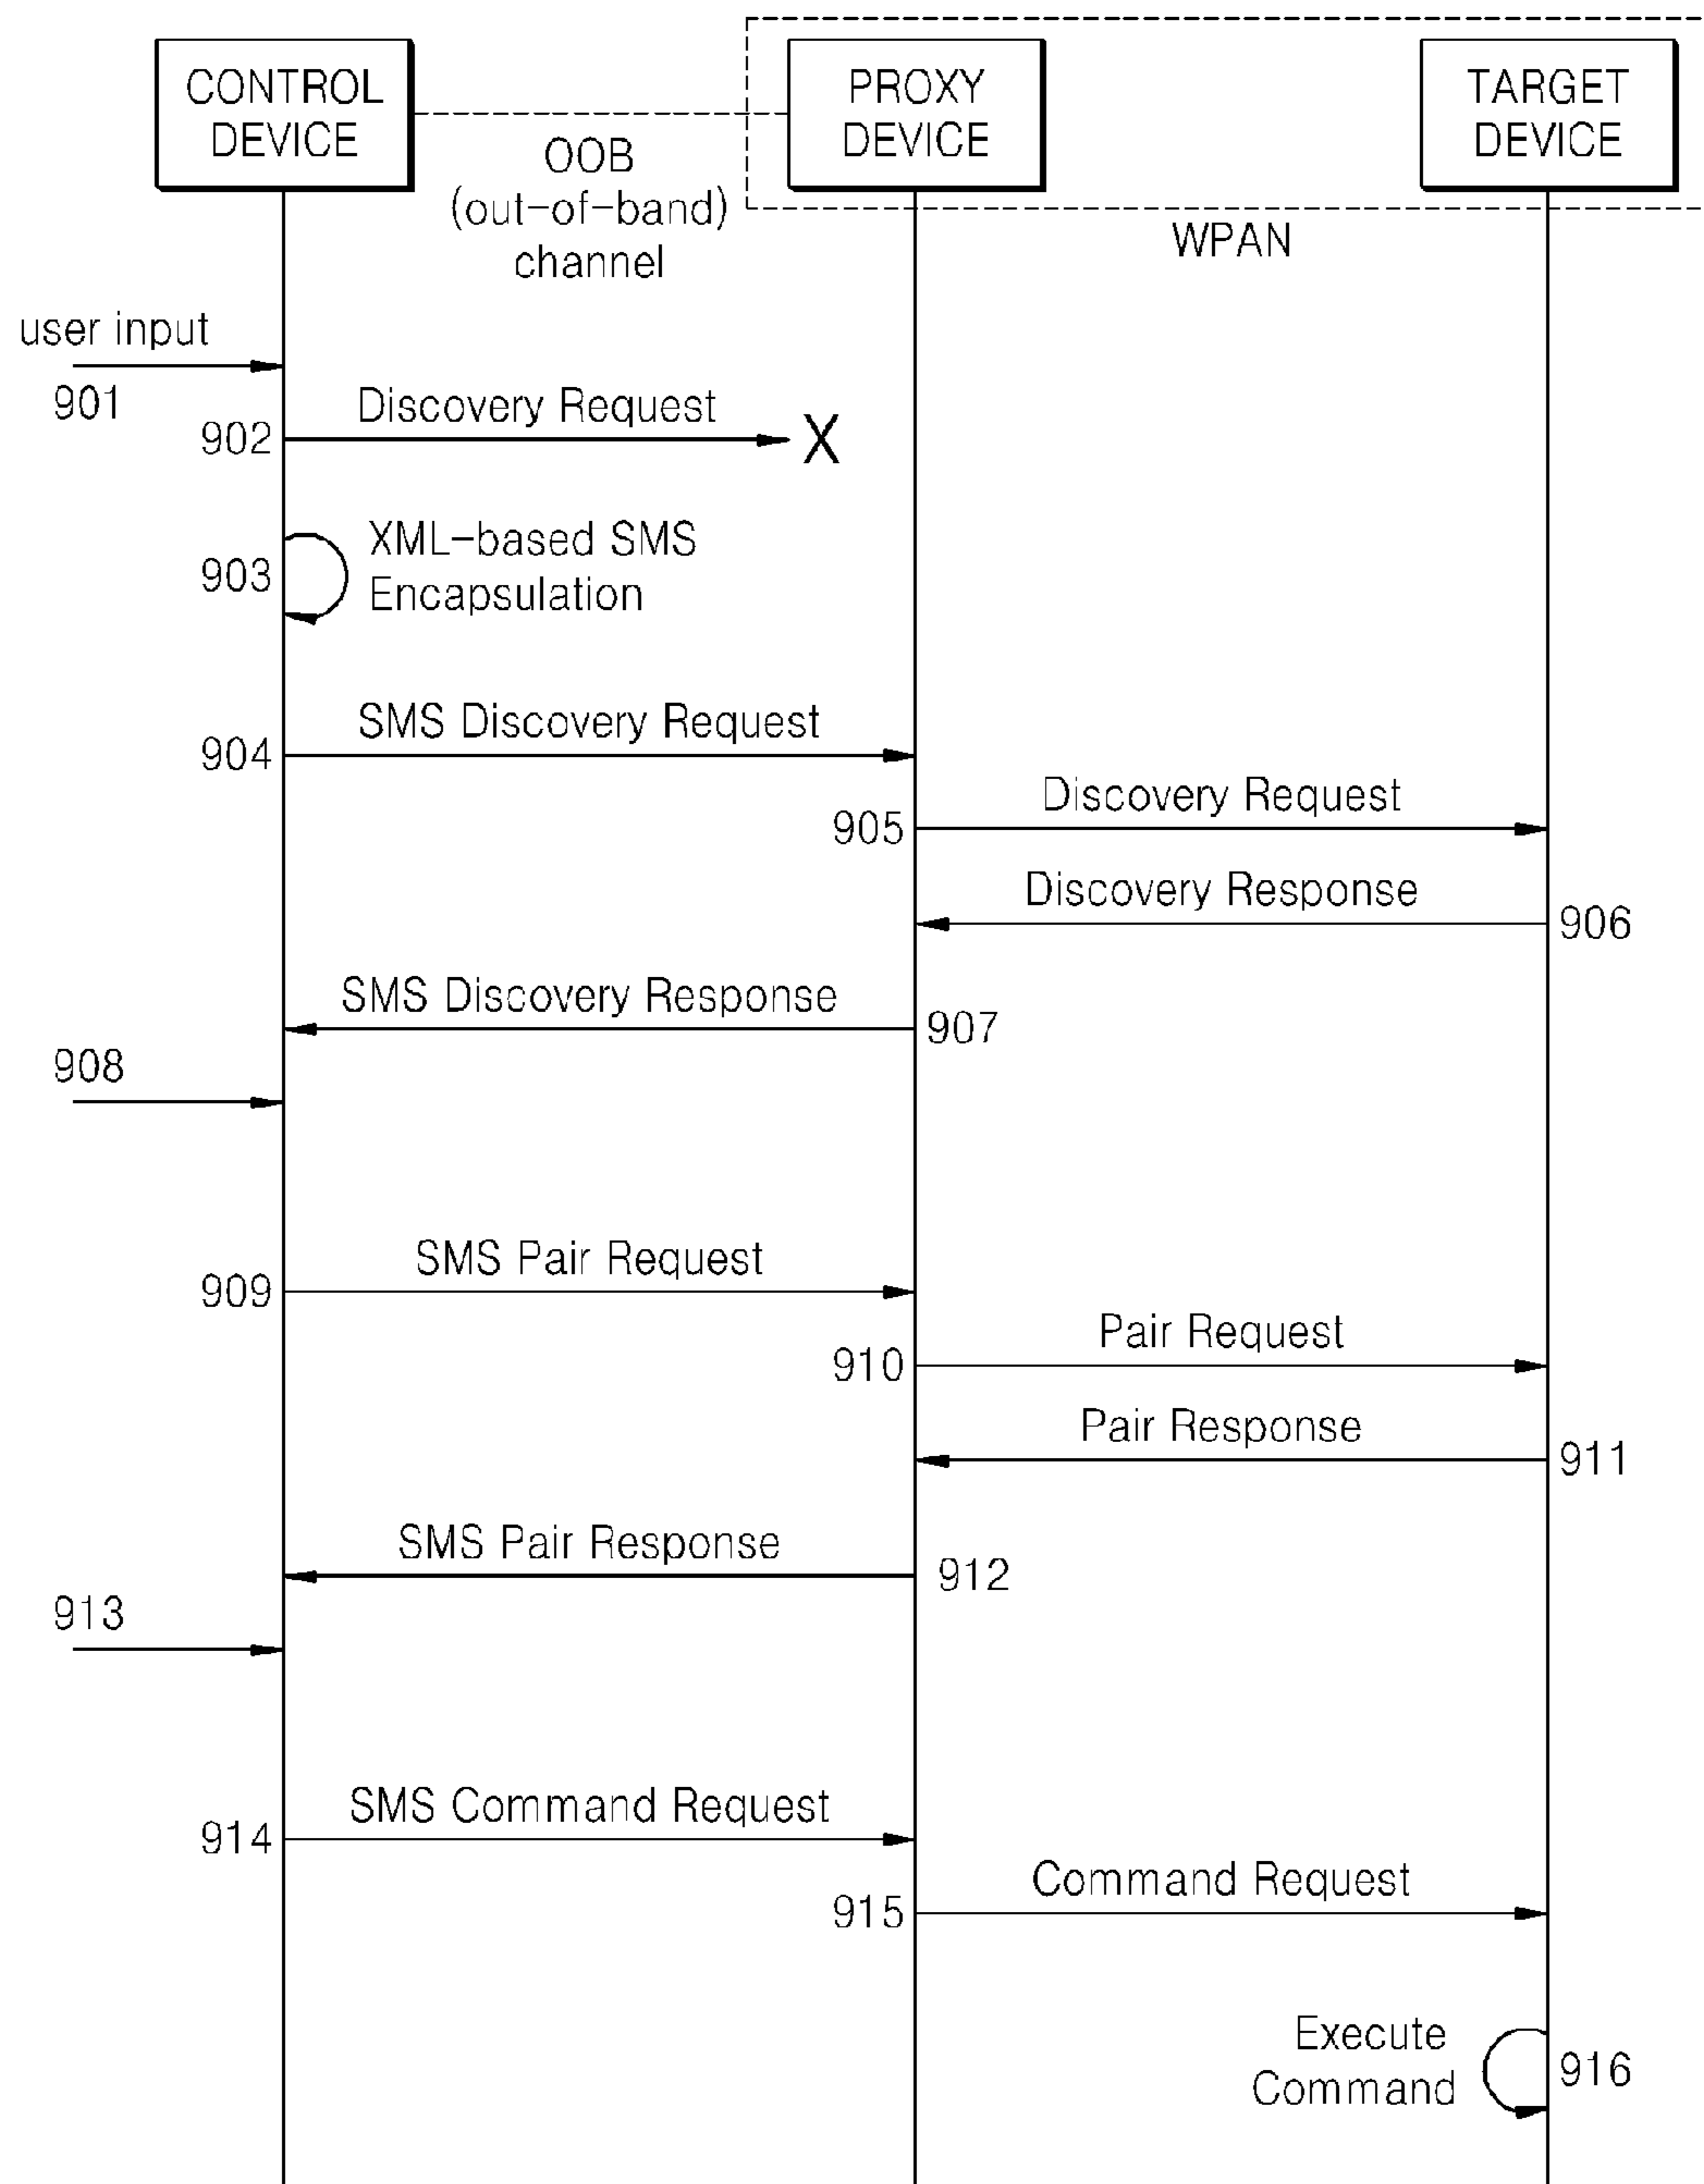 CONTROL
DEVICE
PROXY
DEVICE
TARGET
DEVICE
OOB
(out-of-band)
channel
WPAN
user input
901
Discovery Request
902
X
XML-based SMS
903
Encapsulation
SMS Discovery Request
904
Discovery Request
905
Discovery Response
906
SMS Discovery Response
907
908
SMS Pair Request
909
Pair Request
910
Pair Response
911
SMS Pair Response
912
913
SMS Command Request
914
Command Request
915
Execute
Command
916